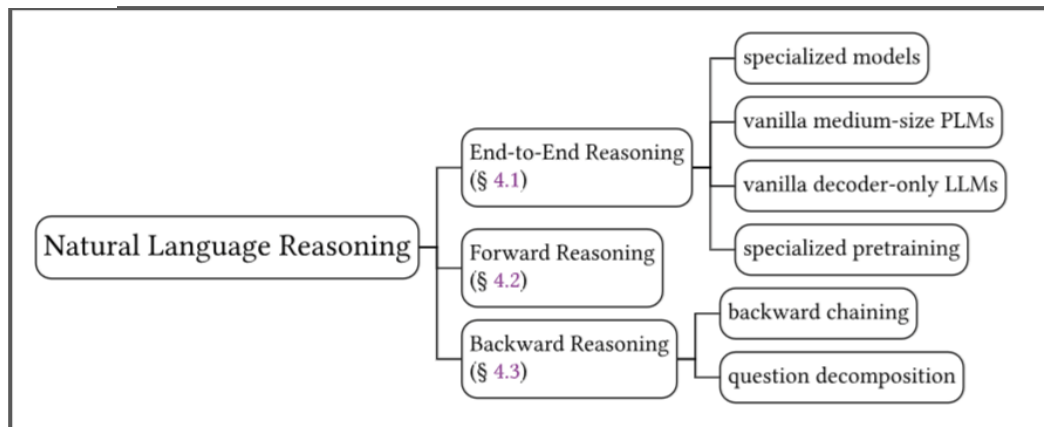 Natural Language Reasoning
End-to-End Reasoning
(§ 4.1)
specialized models
vanilla medium-size PLMs
vanilla decoder-only LLMs
specialized pretraining
Forward Reasoning
(§ 4.2)
Backward Reasoning
(§ 4.3)
backward chaining
question decomposition